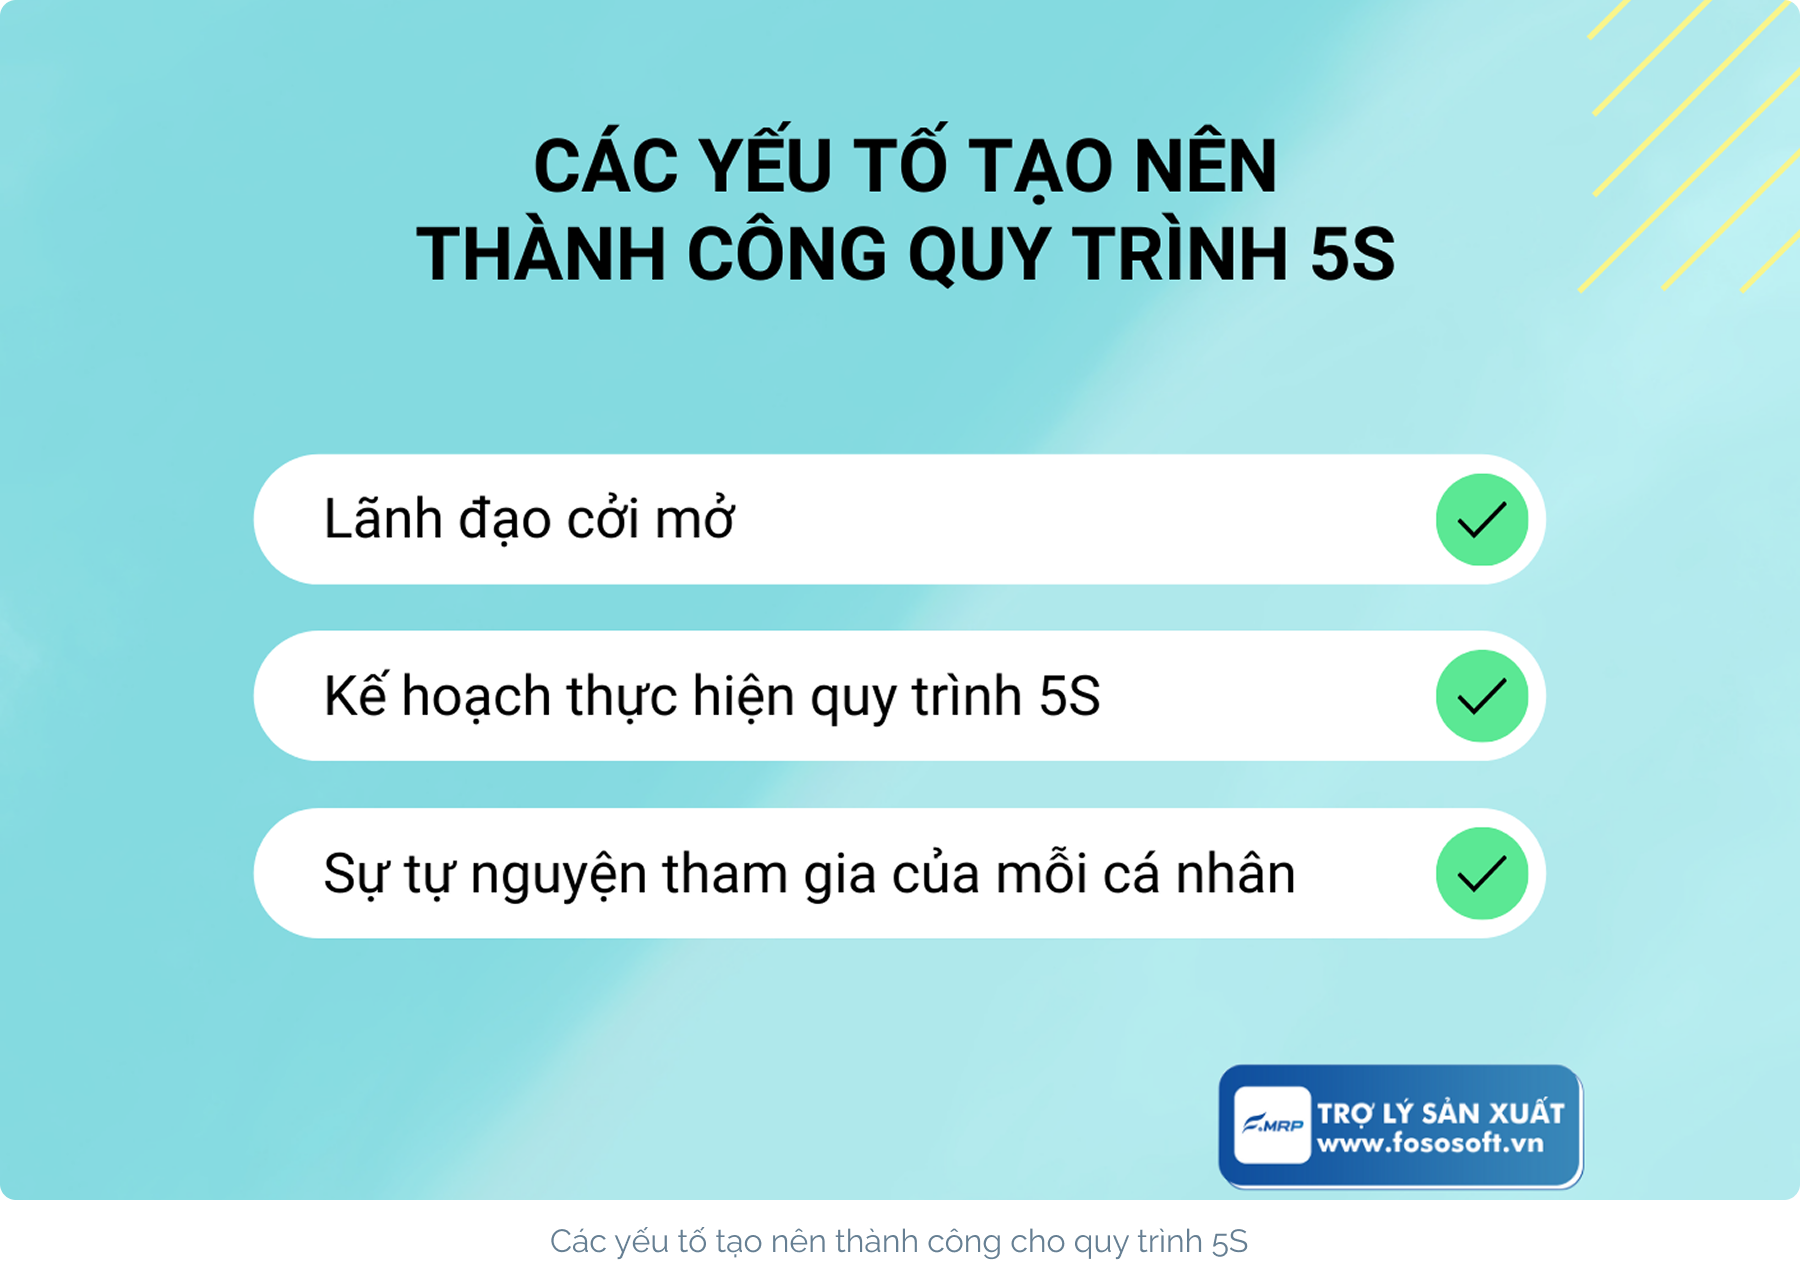 CÁC YẾU TỐ TẠO NÊN
THÀNH CÔNG QUY TRÌNH 5S
Lãnh đạo cởi mở
Kế hoạch thực hiện quy trình 5S
Sự tự nguyện tham gia của mỗi cá nhân
F.MRP
TRỢ LÝ SẢN XUẤT
www.fososoft.vn
Các yếu tố tạo nên thành công cho quy trình 5S